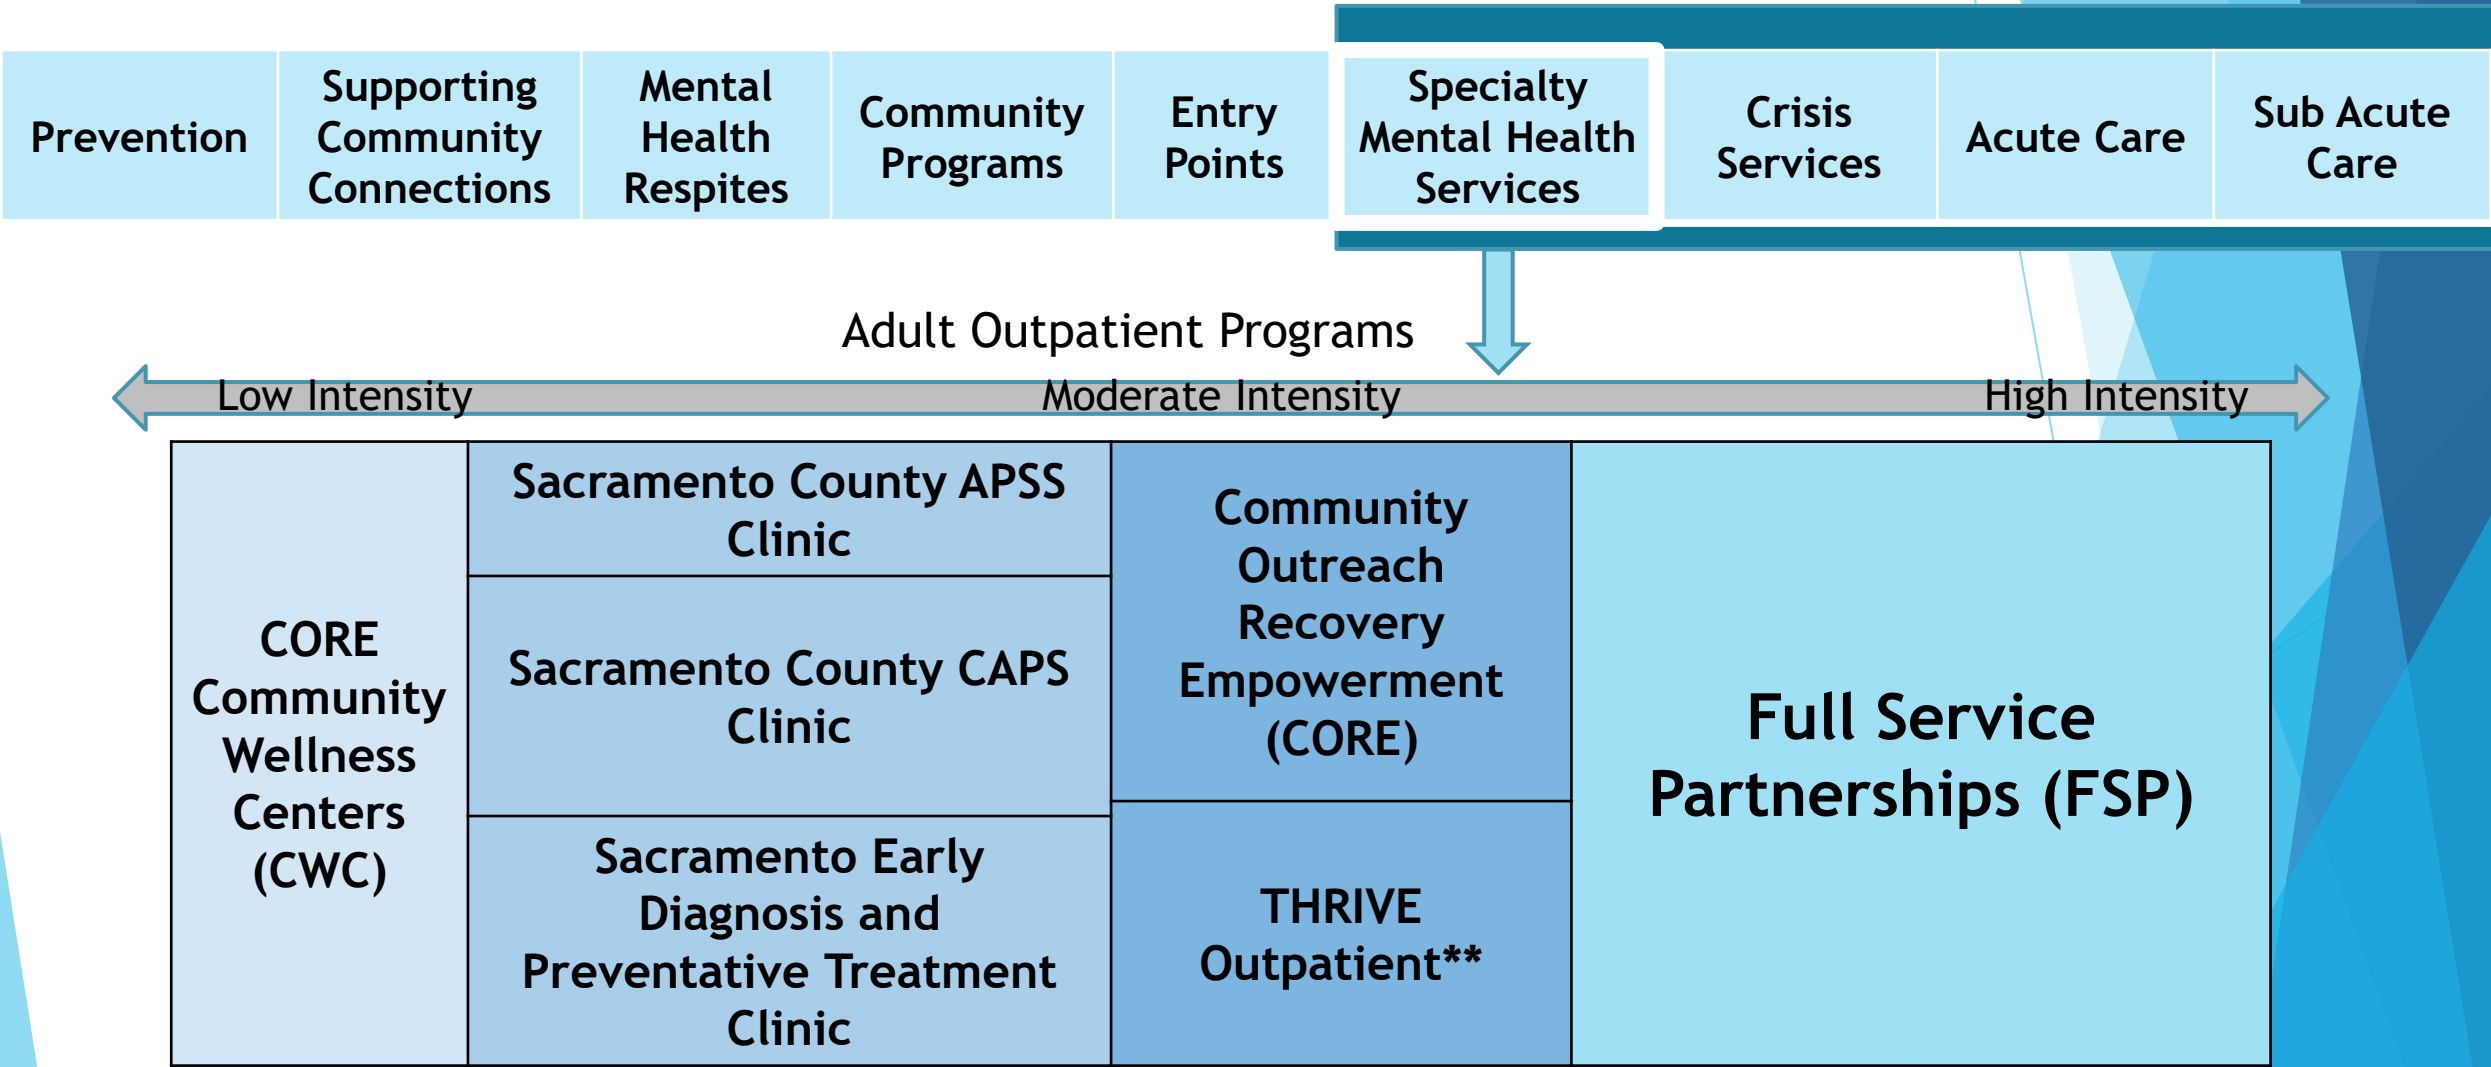 Prevention
Supporting
Community
Connections
Mental
Health
Respites
Community
Programs
Entry
Points
Specialty
Mental Health
Services
Crisis
Services
Acute Care
Sub Acute
Care
Adult Outpatient Programs
Low Intensity
Moderate Intensity
High Intensity
CORE
Community
Wellness
Centers
(CWC)
Sacramento County APSS
Clinic
Sacramento County CAPS
Clinic
Sacramento Early
Diagnosis and
Preventative Treatment
Clinic
Community
Outreach
Recovery
Empowerment
(CORE)
THRIVE
Outpatient**
Full Service
Partnerships (FSP)